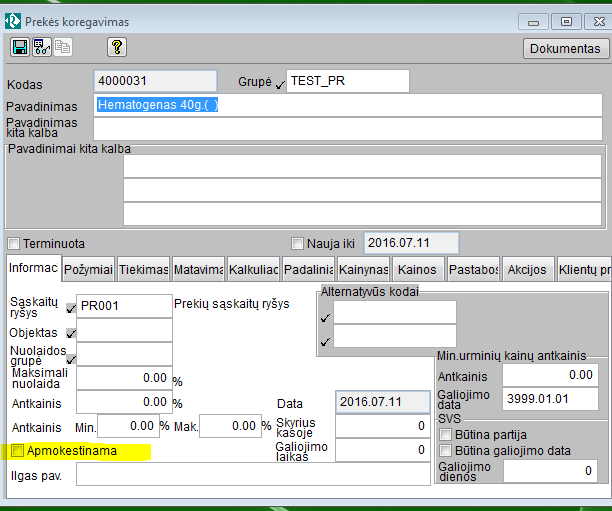 Prekės koregavimas
Dokumentas
Kodas 4000031 Grupė TEST_PR
Pavadinimas Hematogenas 40g.( )
Pavadinimas kita kalba
Pavadinimai kita kalba
Terminuota Nauja iki 2016.07.11
Informac Požymiai Tiekimas Matavima Kalkuliac Padalinia Kainynas Kainos Pastabos Akcijos Klientų pr
Sąskaitų ryšys PR001 Prekių sąskaitų ryšys
Alternatyvūs kodai
Objektas
Nuolaidos grupė
Maksimali nuolaida 0.00 %
Antkainis 0.00 %
Antkainis Min. 0.00 % Mak. 0.00 %
Apmokestinama
Ilgas pav.
Data 2016.07.11
Skyrius kasoje 0
Galiojimo laikas 0
Min.urminių kainų antkainis
Antkainis 0.00
Galiojimo data 3999.01.01
SVS
Būtina partija
Būtina galiojimo data
Galiojimo dienos 0